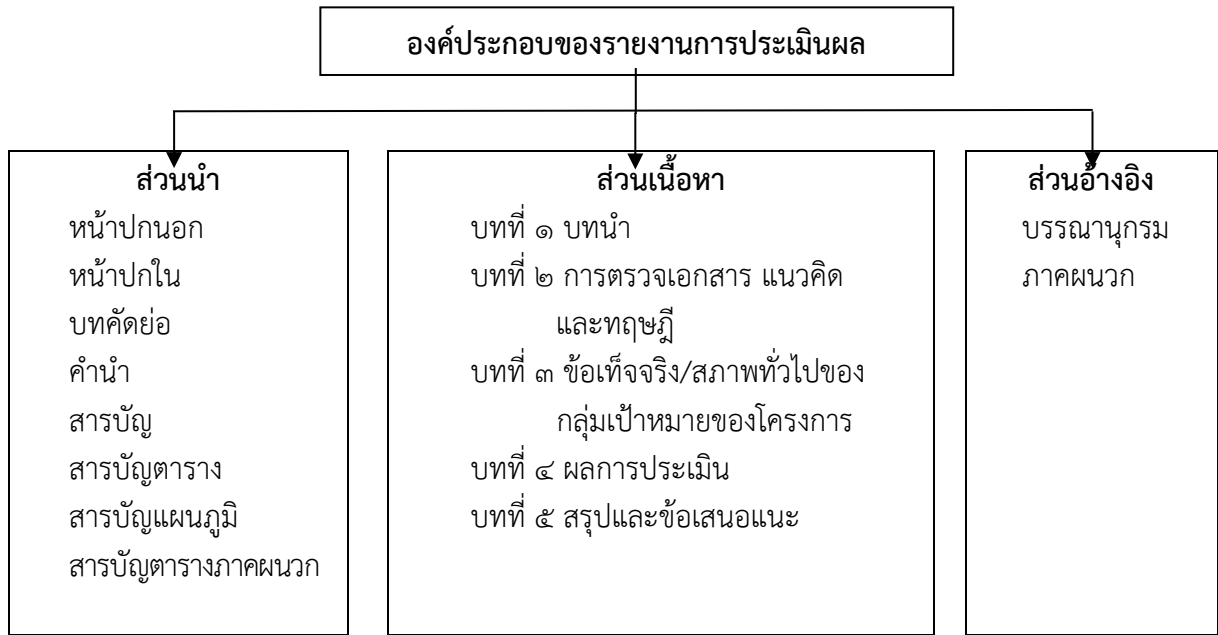 องค์ประกอบของรายงานการประเมินผล
ส่วนนำ
หน้าปกนอก
หน้าปกใน
บทคัดย่อ
คำนำ
สารบัญ
สารบัญตาราง
สารบัญแผนภูมิ
สารบัญตารางภาคผนวก
ส่วนเนื้อหา
บทที่ ๑ บทนำ
บทที่ ๒ การตรวจเอกสาร แนวคิด
และทฤษฎี
บทที่ ๓ ข้อเท็จจริง/สภาพทั่วไปของ
กลุ่มเป้าหมายของโครงการ
บทที่ ๔ ผลการประเมิน
บทที่ ๕ สรุปและข้อเสนอแนะ
ส่วนอ้างอิง
บรรณานุกรม
ภาคผนวก